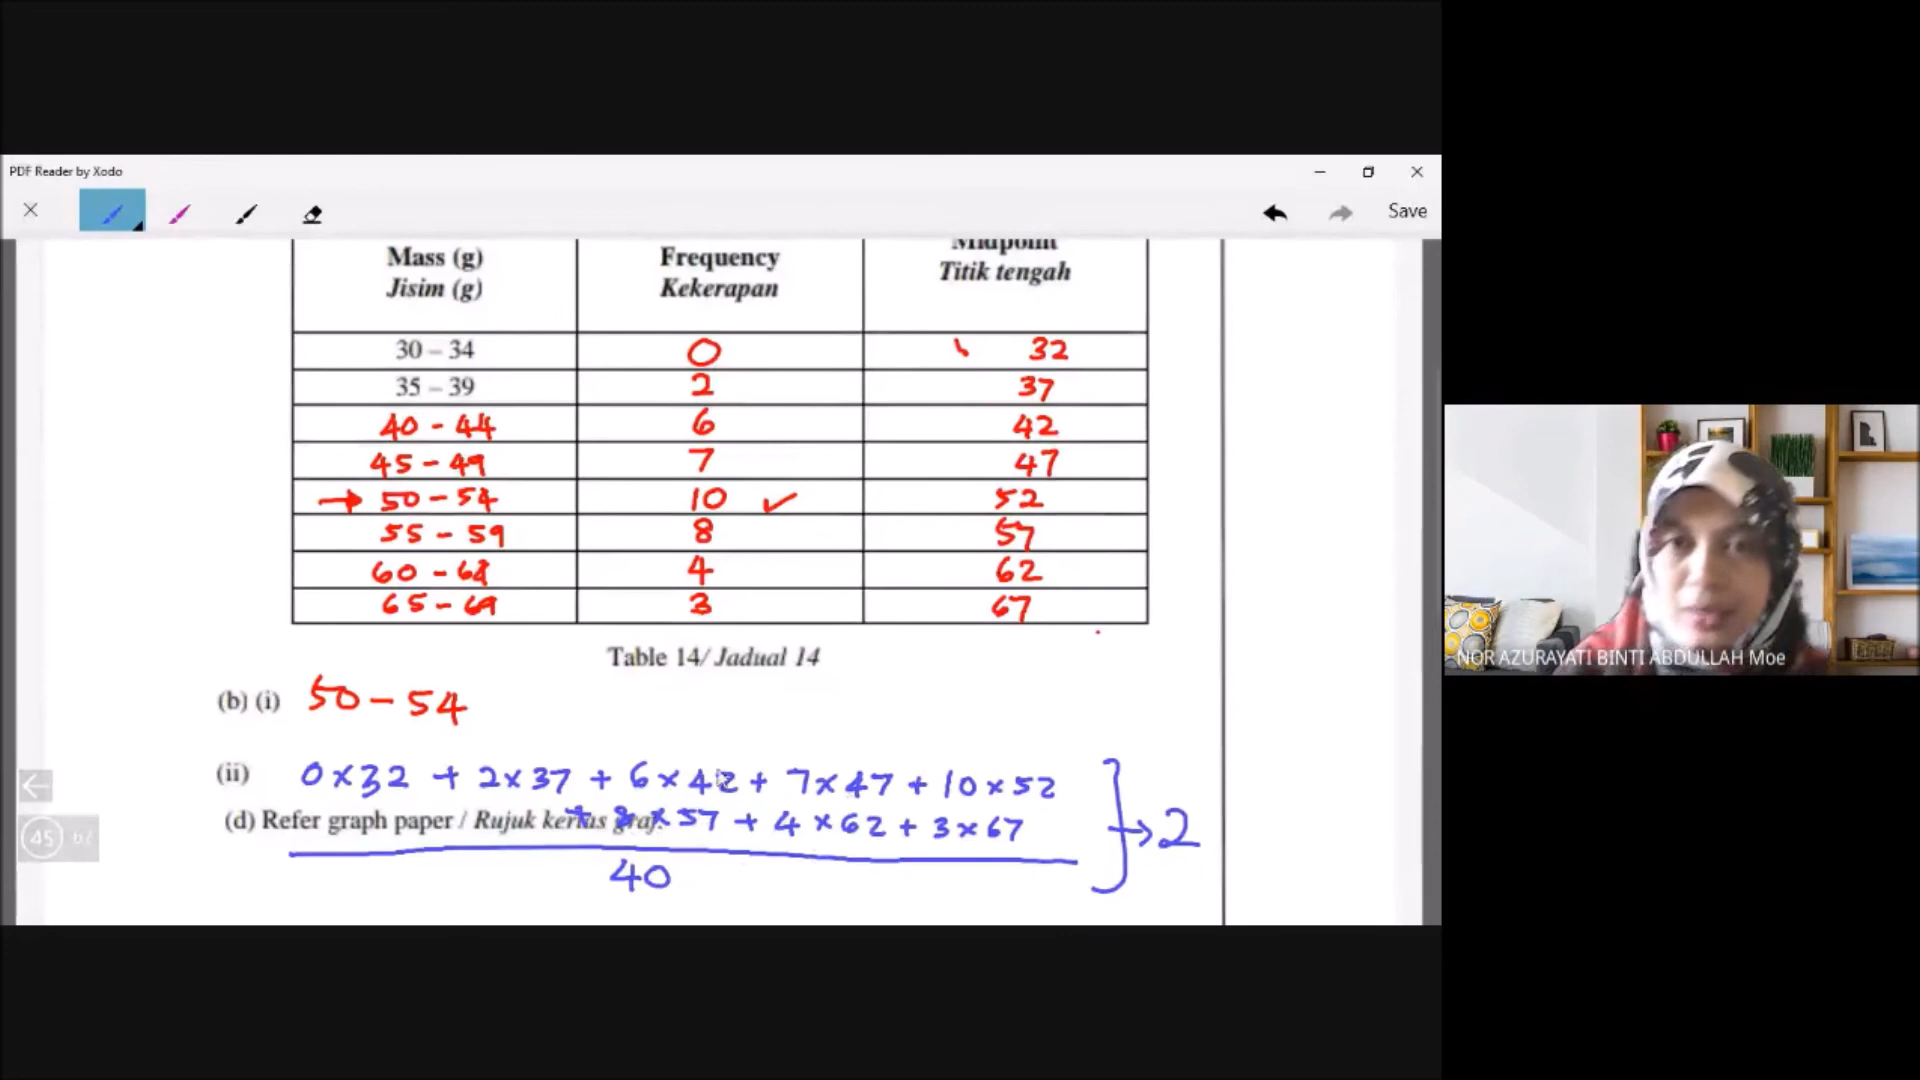 PDF Reader by Xodo
Save
Mass (g) Frequency Midpoint
Jisim (g) Kekerapan Titik tengah
30 – 34 0 32
35 – 39 2 37
40 - 44 6 42
45 - 49 7 47
→ 50 - 54 10 ✓ 52
55 - 59 8 57
60 - 64 4 62
65 - 69 3 67
Table 14/ Jadual 14
(b) (i) 50 - 54
(ii) 0 x 32 + 2 x 37 + 6 x 42 + 7 x 47 + 10 x 52
(d) Refer graph paper / Rujuk kertas graf.
+ 8 x 57 + 4 x 62 + 3 x 67
40
→ 2
45
67
NOR AZURAYATI BINTI ABDULLAH Moe